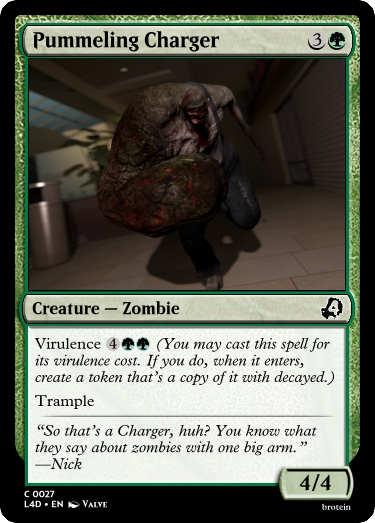 Pummeling Charger 3
Creature — Zombie 4
Virulence 4 (You may cast this spell for
its virulence cost. If you do, when it enters,
create a token that's a copy of it with decayed.)
Trample
"So that's a Charger, huh? You know what
they say about zombies with one big arm."
—Nick
4/4
C 0027
L4D • EN Valve
brotein